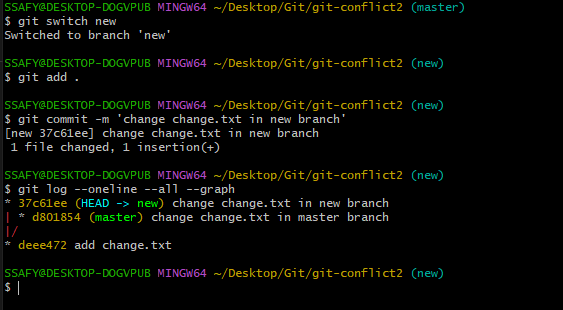 SSAFY@DESKTOP-DOGVPUB MINGW64 ~/Desktop/Git/git-conflict2 (master)
$ git switch new
Switched to branch 'new'
SSAFY@DESKTOP-DOGVPUB MINGW64 ~/Desktop/Git/git-conflict2 (new)
$ git add .
SSAFY@DESKTOP-DOGVPUB MINGW64 ~/Desktop/Git/git-conflict2 (new)
$ git commit -m 'change change.txt in new branch'
[new 37c61ee] change change.txt in new branch
 1 file changed, 1 insertion(+)
SSAFY@DESKTOP-DOGVPUB MINGW64 ~/Desktop/Git/git-conflict2 (new)
$ git log --oneline --all --graph
* 37c61ee (HEAD -> new) change change.txt in new branch
| * d801854 (master) change change.txt in master branch
|/
* deee472 add change.txt
SSAFY@DESKTOP-DOGVPUB MINGW64 ~/Desktop/Git/git-conflict2 (new)
$